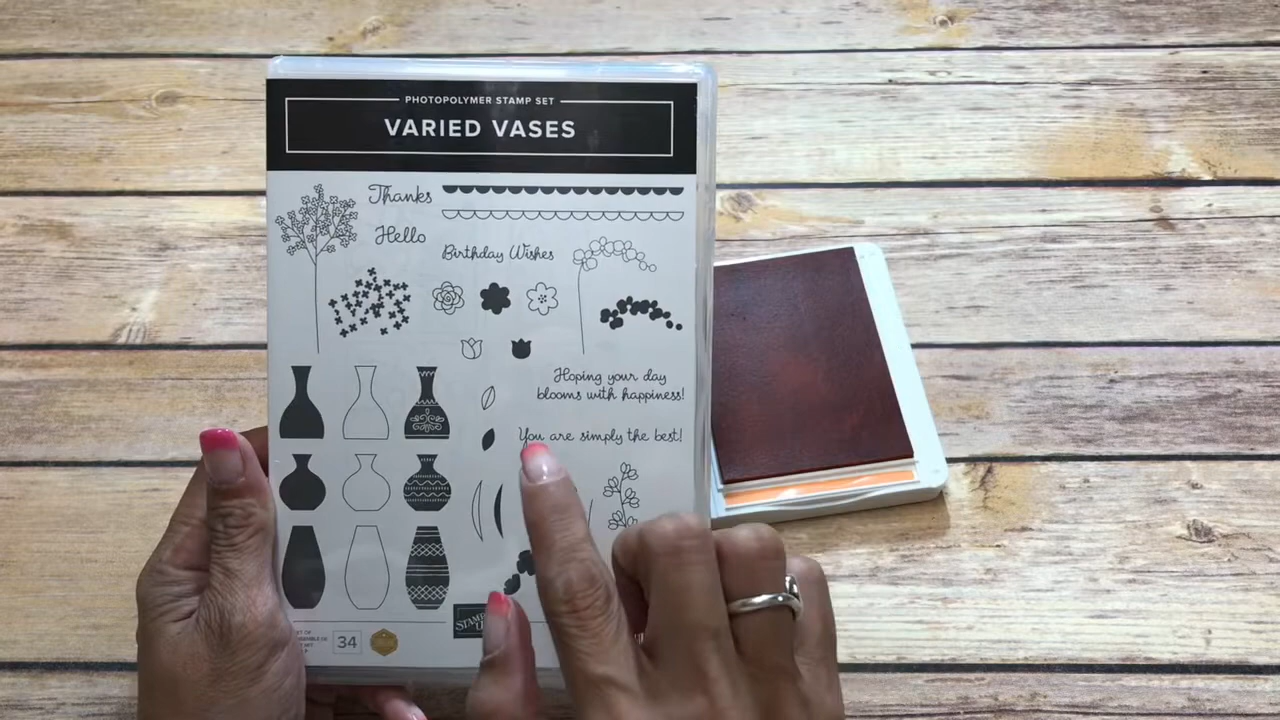 PHOTOPOLYMER STAMP SET
VARIED VASES
Thanks
Hello
Birthday Wishes
Hoping your day
blooms with happiness!
You are simply the best!
STAMP
34